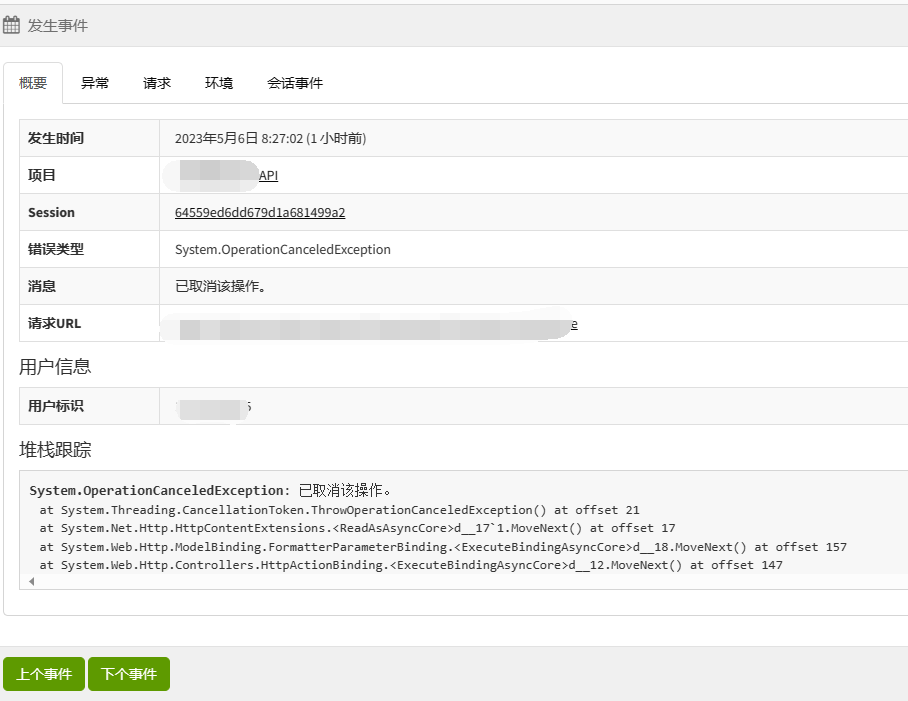 发生事件
概要 异常 请求 环境 会话事件
发生时间 2023年5月6日 8:27:02 (1 小时前)
项目 API
Session 64559ed6dd679d1a681499a2
错误类型 System.OperationCanceledException
消息 已取消该操作。
请求URL e
用户信息
用户标识
堆栈跟踪
System.OperationCanceledException: 已取消该操作。
at System.Threading.CancellationToken.ThrowOperationCanceledException() at offset 21
at System.Net.Http.HttpContentExtensions.<ReadAsAsyncCore>d__17`1.MoveNext() at offset 17
at System.Web.Http.ModelBinding.FormatterParameterBinding.<ExecuteBindingAsyncCore>d__18.MoveNext() at offset 157
at System.Web.Http.Controllers.HttpActionBinding.<ExecuteBindingAsyncCore>d__12.MoveNext() at offset 147
上个事件 下个事件